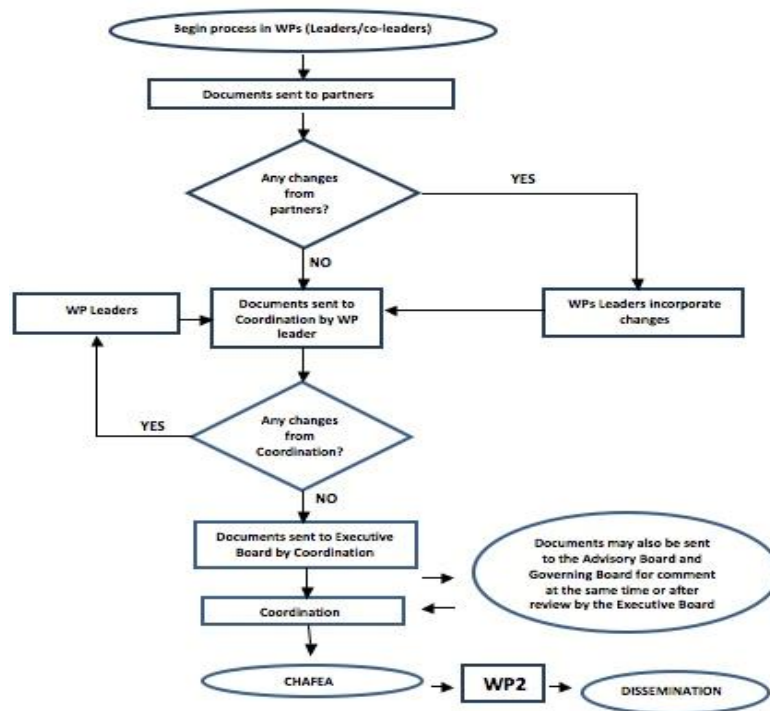 Begin process in WPs (Leaders/co-leaders)
Documents sent to partners
Any changes
from
partners?
YES
NO
WP Leaders
Documents sent to
Coordination by WP
leader
WPs Leaders incorporate
changes
Any changes
from
Coordination?
YES
NO
Documents sent to Executive
Board by Coordination
Documents may also be sent
to the Advisory Board and
Governing Board for comment
at the same time or after
review by the Executive Board
Coordination
CHAFEA
WP2
DISSEMINATION